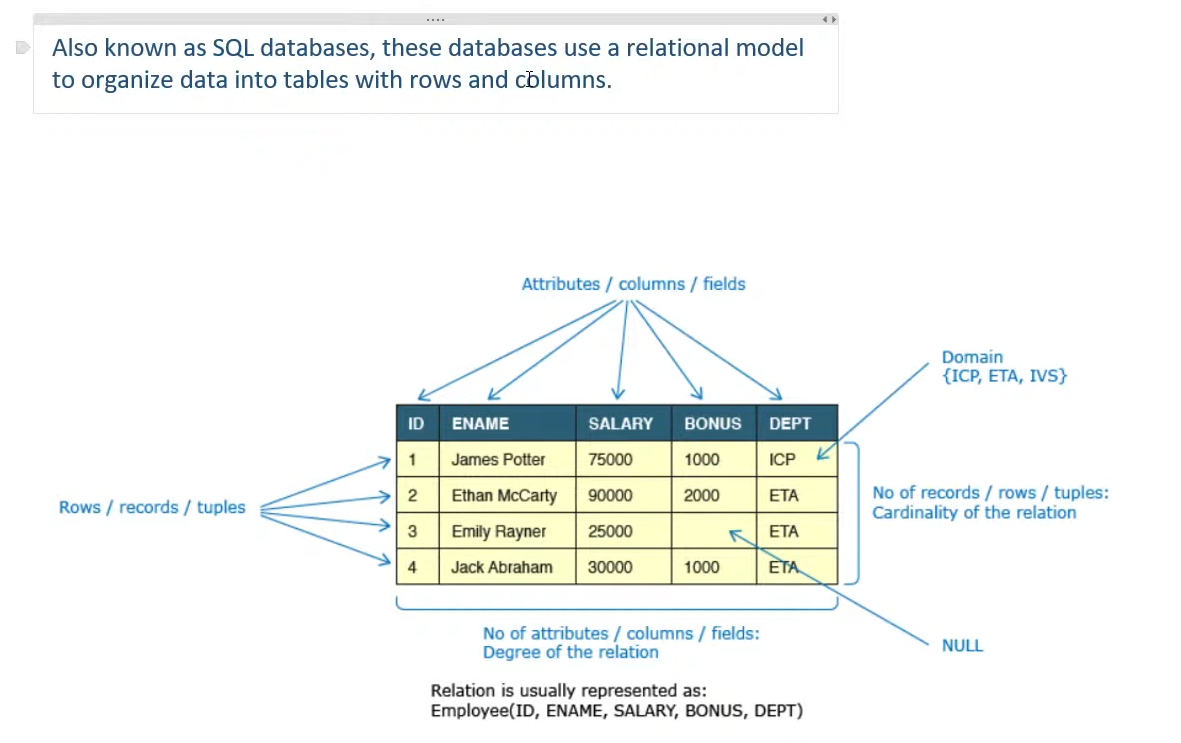 Also known as SQL databases, these databases use a relational model
to organize data into tables with rows and columns.
Attributes / columns / fields
Domain
{ICP, ETA, IVS}
ID ENAME SALARY BONUS DEPT
1 James Potter 75000 1000 ICP
2 Ethan McCarty 90000 2000 ETA
3 Emily Rayner 25000 ETA
4 Jack Abraham 30000 1000 ETA
Rows / records / tuples
No of records / rows / tuples:
Cardinality of the relation
No of attributes / columns / fields:
Degree of the relation
NULL
Relation is usually represented as:
Employee(ID, ENAME, SALARY, BONUS, DEPT)